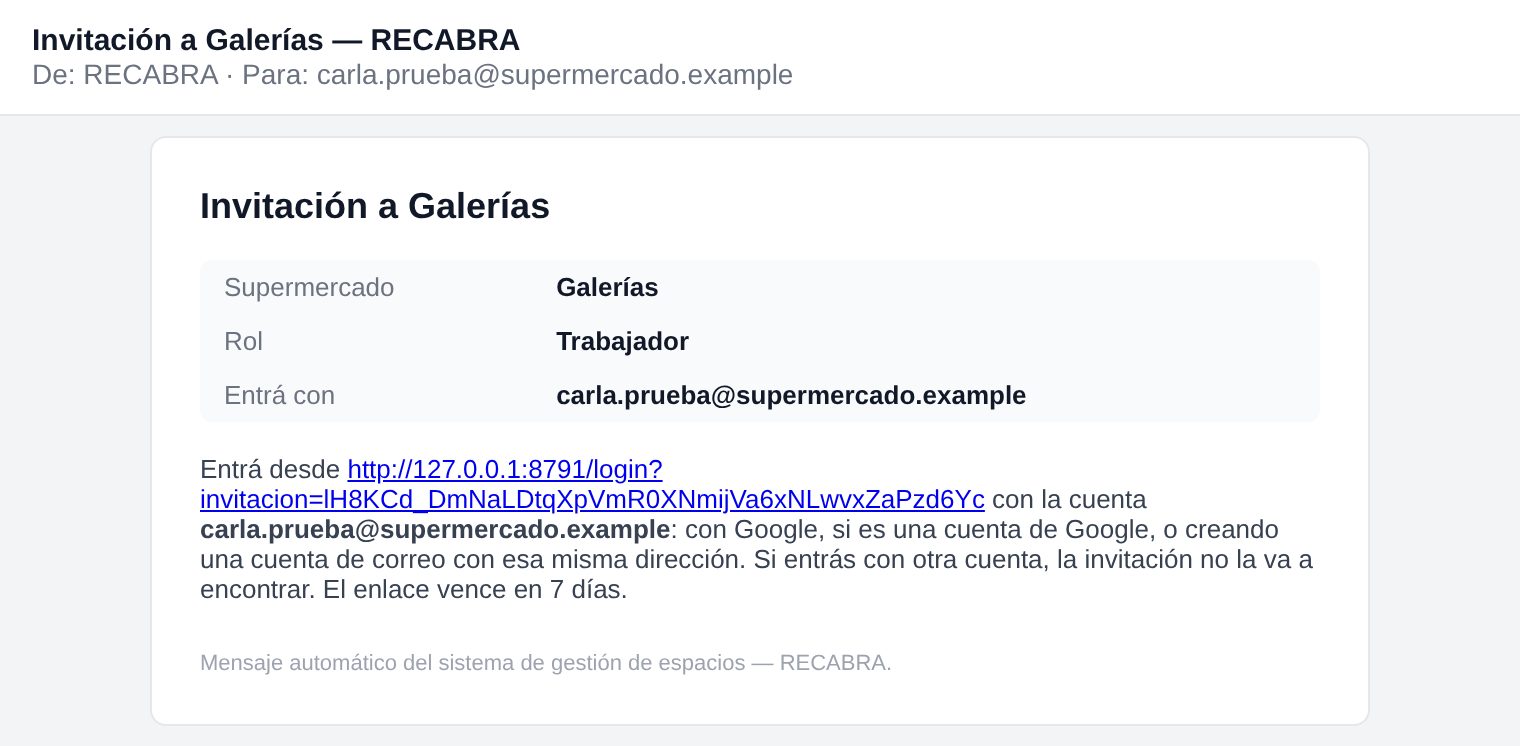 Invitación a Galerías — RECABRA
De: RECABRA · Para: carla.prueba@supermercado.example
Invitación a Galerías
Supermercado Galerías
Rol Trabajador
Entrá con carla.prueba@supermercado.example
Entrá desde http://127.0.0.1:8791/login?
invitacion=lH8KCd_DmNaLDtqXpVmR0XNmijVa6xNLwvxZaPzd6Yc con la cuenta
carla.prueba@supermercado.example: con Google, si es una cuenta de Google, o creando
una cuenta de correo con esa misma dirección. Si entrás con otra cuenta, la invitación no la va a
encontrar. El enlace vence en 7 días.
Mensaje automático del sistema de gestión de espacios — RECABRA.